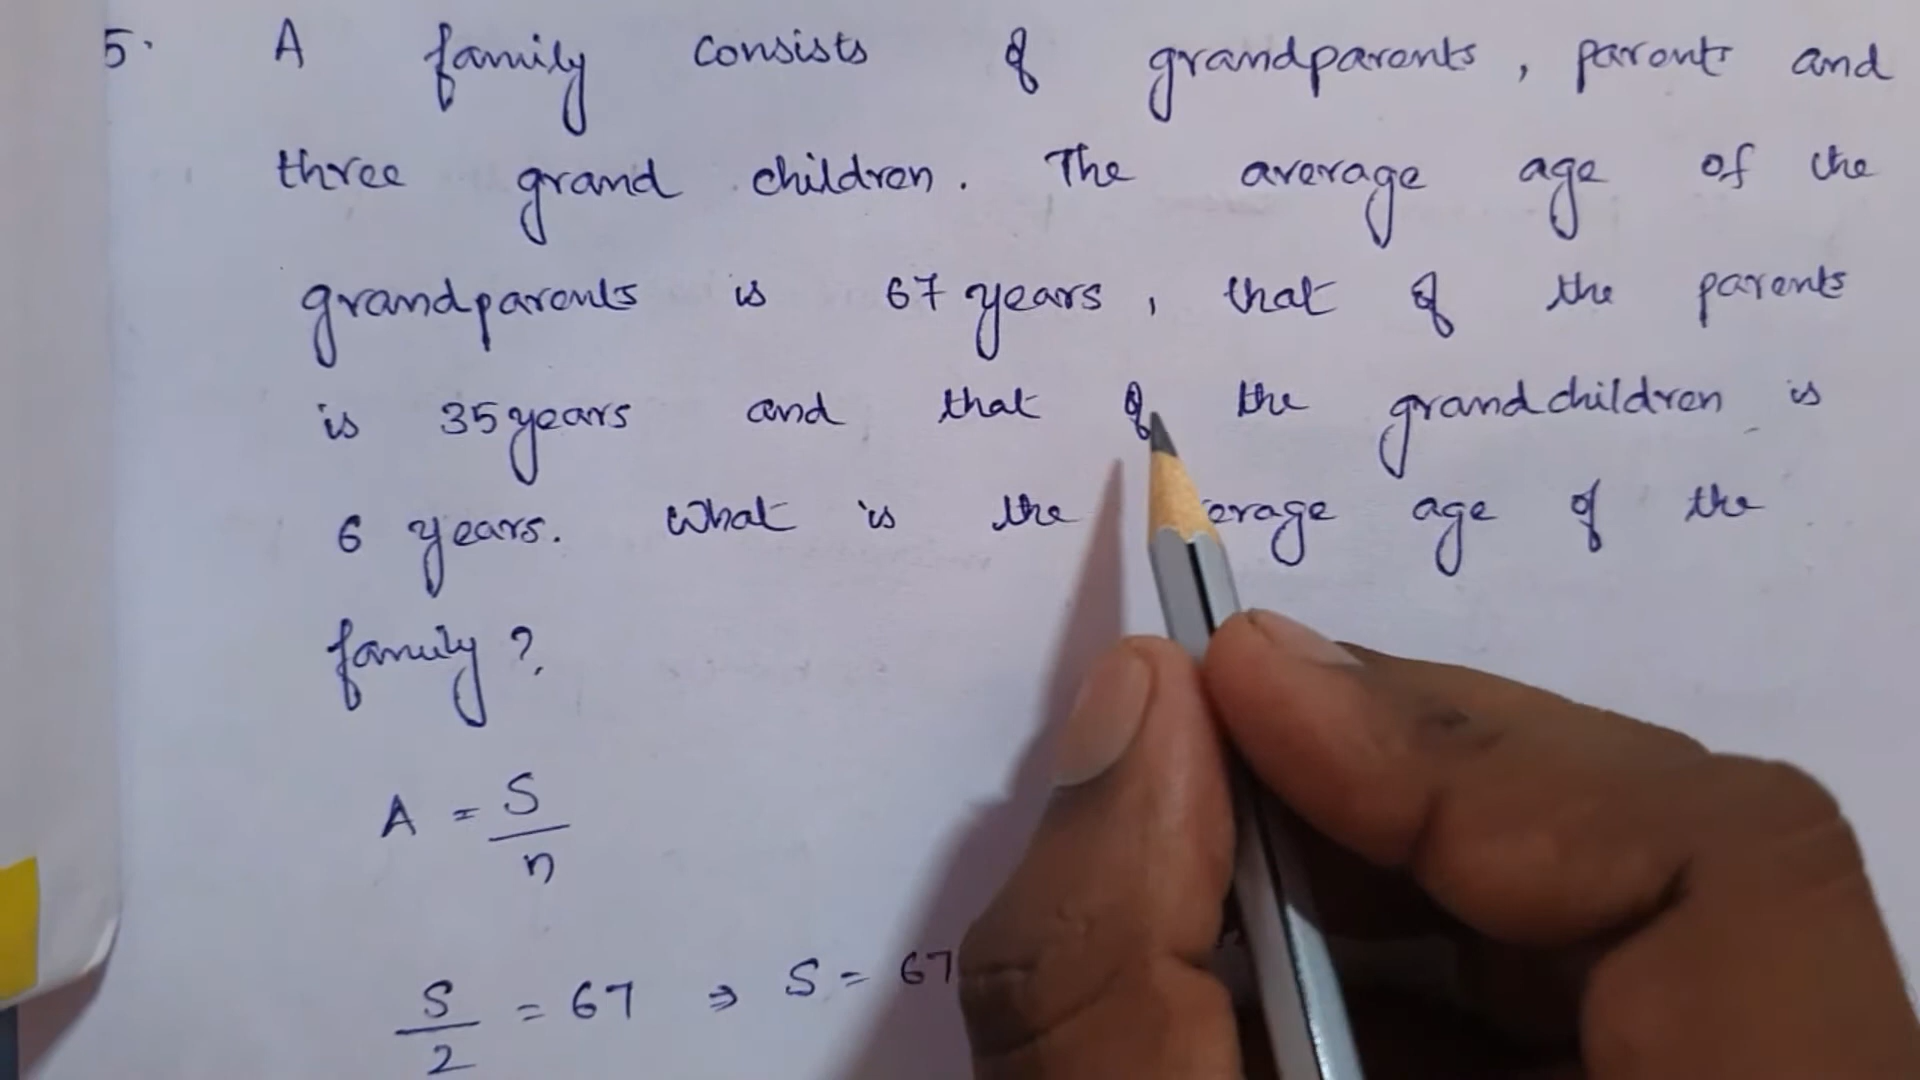 5. A family consists of grandparents, parents and
three grand children. The average age of the
grandparents is 67 years, that of the parents
is 35 years and that of the grandchildren is
6 years. What is the erage age of the
family?
A = S/n
S/2 = 67 ⇒ S = 67